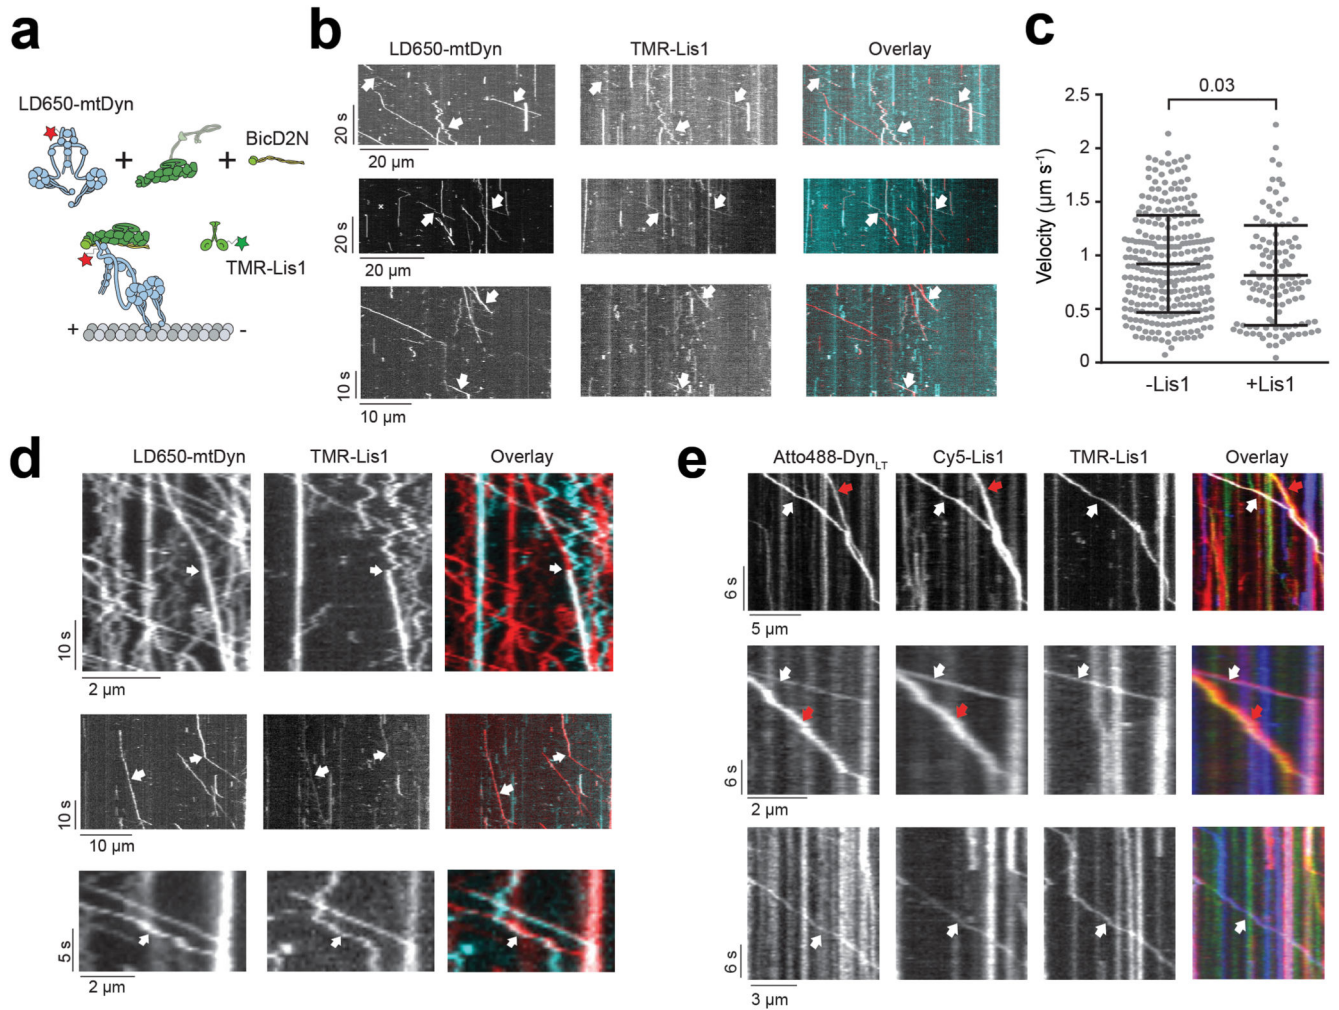 a
LD650-mtDyn
+
+
BicD2N
TMR-Lis1
+
-
b
LD650-mtDyn
TMR-Lis1
Overlay
20 s
20 µm
20 s
20 µm
10 s
10 µm
c
0.03
Velocity (µm s-1)
2.5
2
1.5
1
0.5
0
-Lis1
+Lis1
d
LD650-mtDyn
TMR-Lis1
Overlay
10 s
2 µm
10 s
10 µm
5 s
2 µm
e
Atto488-DynLT
Cy5-Lis1
TMR-Lis1
Overlay
6 s
5 µm
6 s
2 µm
6 s
3 µm